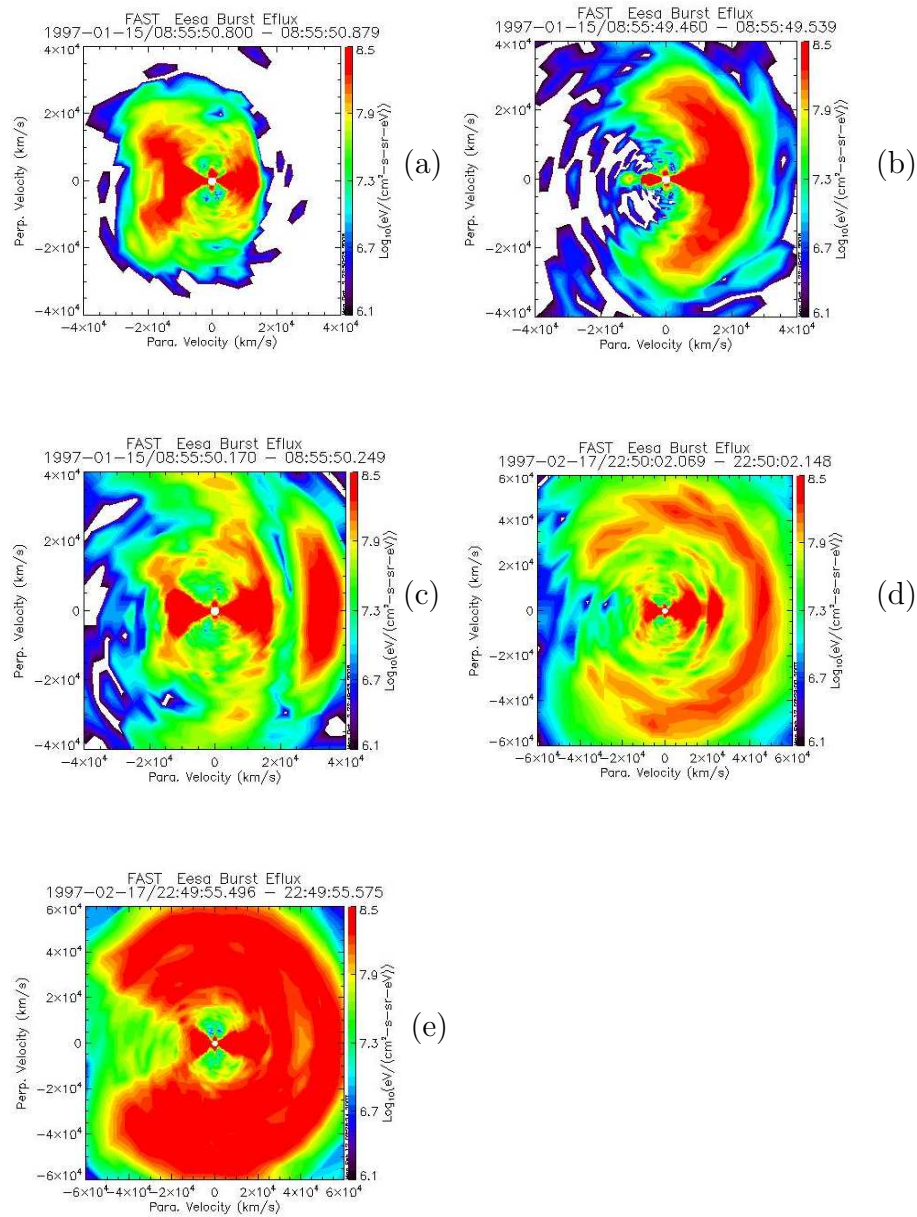 FAST Eesa Burst Eflux
1997-01-15/08:55:50.800 - 08:55:50.879
4×10⁴
2×10⁴
0
-2×10⁴
-4×10⁴
Perp. Velocity (km/s)
-4×10⁴ -2×10⁴ 0 2×10⁴ 4×10⁴
Para. Velocity (km/s)
8.5
7.9
7.3
6.7
6.1
Log₁₀(eV/(cm²-s-sr-eV))
(a)
FAST Eesa Burst Eflux
1997-01-15/08:55:49.460 - 08:55:49.539
4×10⁴
2×10⁴
0
-2×10⁴
-4×10⁴
Perp. Velocity (km/s)
-4×10⁴ -2×10⁴ 0 2×10⁴ 4×10⁴
Para. Velocity (km/s)
8.5
7.9
7.3
6.7
6.1
Log₁₀(eV/(cm²-s-sr-eV))
(b)
FAST Eesa Burst Eflux
1997-01-15/08:55:50.170 - 08:55:50.249
4×10⁴
2×10⁴
0
-2×10⁴
-4×10⁴
Perp. Velocity (km/s)
-4×10⁴ -2×10⁴ 0 2×10⁴ 4×10⁴
Para. Velocity (km/s)
8.5
7.9
7.3
6.7
6.1
Log₁₀(eV/(cm²-s-sr-eV))
(c)
FAST Eesa Burst Eflux
1997-02-17/22:50:02.069 - 22:50:02.148
6×10⁴
4×10⁴
2×10⁴
0
-2×10⁴
-4×10⁴
-6×10⁴
Perp. Velocity (km/s)
-6×10⁴ -4×10⁴ -2×10⁴ 0 2×10⁴ 4×10⁴ 6×10⁴
Para. Velocity (km/s)
8.5
7.9
7.3
6.7
6.1
Log₁₀(eV/(cm²-s-sr-eV))
(d)
FAST Eesa Burst Eflux
1997-02-17/22:49:55.496 - 22:49:55.575
6×10⁴
4×10⁴
2×10⁴
0
-2×10⁴
-4×10⁴
-6×10⁴
Perp. Velocity (km/s)
-6×10⁴ -4×10⁴ -2×10⁴ 0 2×10⁴ 4×10⁴ 6×10⁴
Para. Velocity (km/s)
8.5
7.9
7.3
6.7
6.1
Log₁₀(eV/(cm²-s-sr-eV))
(e)